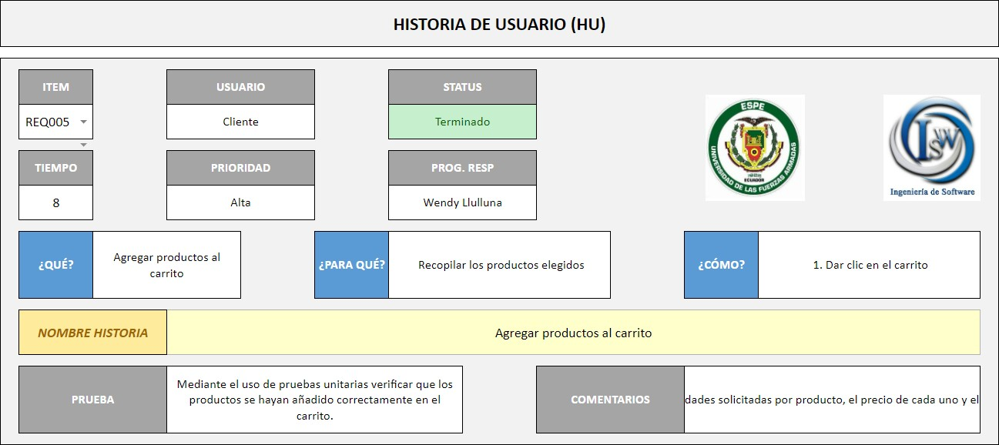 HISTORIA DE USUARIO (HU)
ITEM
USUARIO
STATUS
REQ005
Cliente
Terminado
TIEMPO
PRIORIDAD
PROG. RESP
8
Alta
Wendy Llulluna
ESPE
UNIVERSIDAD DE LAS FUERZAS ARMADAS
ECUADOR
ISW
Ingeniería de Software
¿QUÉ?
Agregar productos al
carrito
¿PARA QUÉ?
Recopilar los productos elegidos
¿CÓMO?
1. Dar clic en el carrito
NOMBRE HISTORIA
Agregar productos al carrito
PRUEBA
Mediante el uso de pruebas unitarias verificar que los
productos se hayan añadido correctamente en el
carrito.
COMENTARIOS
dades solicitadas por producto, el precio de cada uno y el